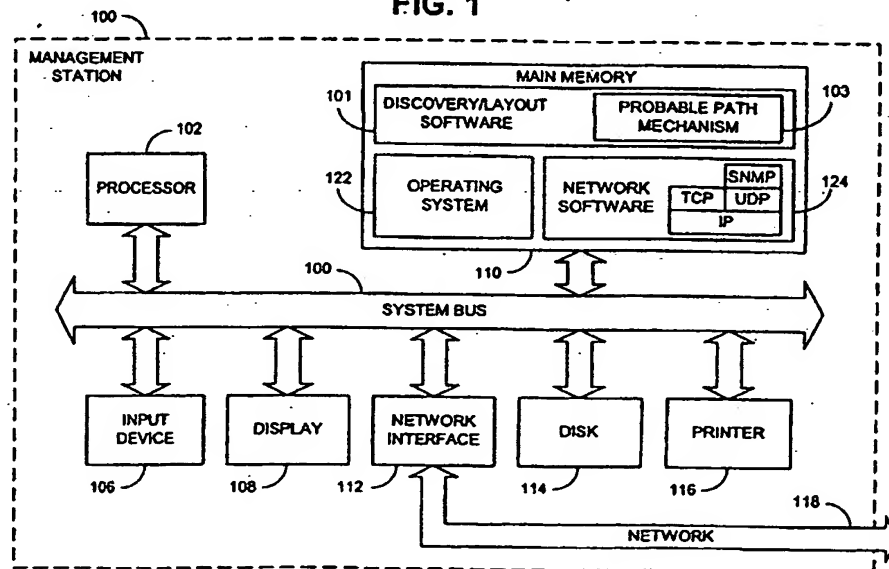 FIG. 1
100
MANAGEMENT
STATION
MAIN MEMORY
101
DISCOVERY/LAYOUT
SOFTWARE
PROBABLE PATH
MECHANISM
103
102
PROCESSOR
122
OPERATING
SYSTEM
NETWORK
SOFTWARE
SNMP
TCP
UDP
IP
124
110
100
SYSTEM BUS
INPUT
DEVICE
DISPLAY
NETWORK
INTERFACE
DISK
PRINTER
106
108
112
114
116
118
NETWORK